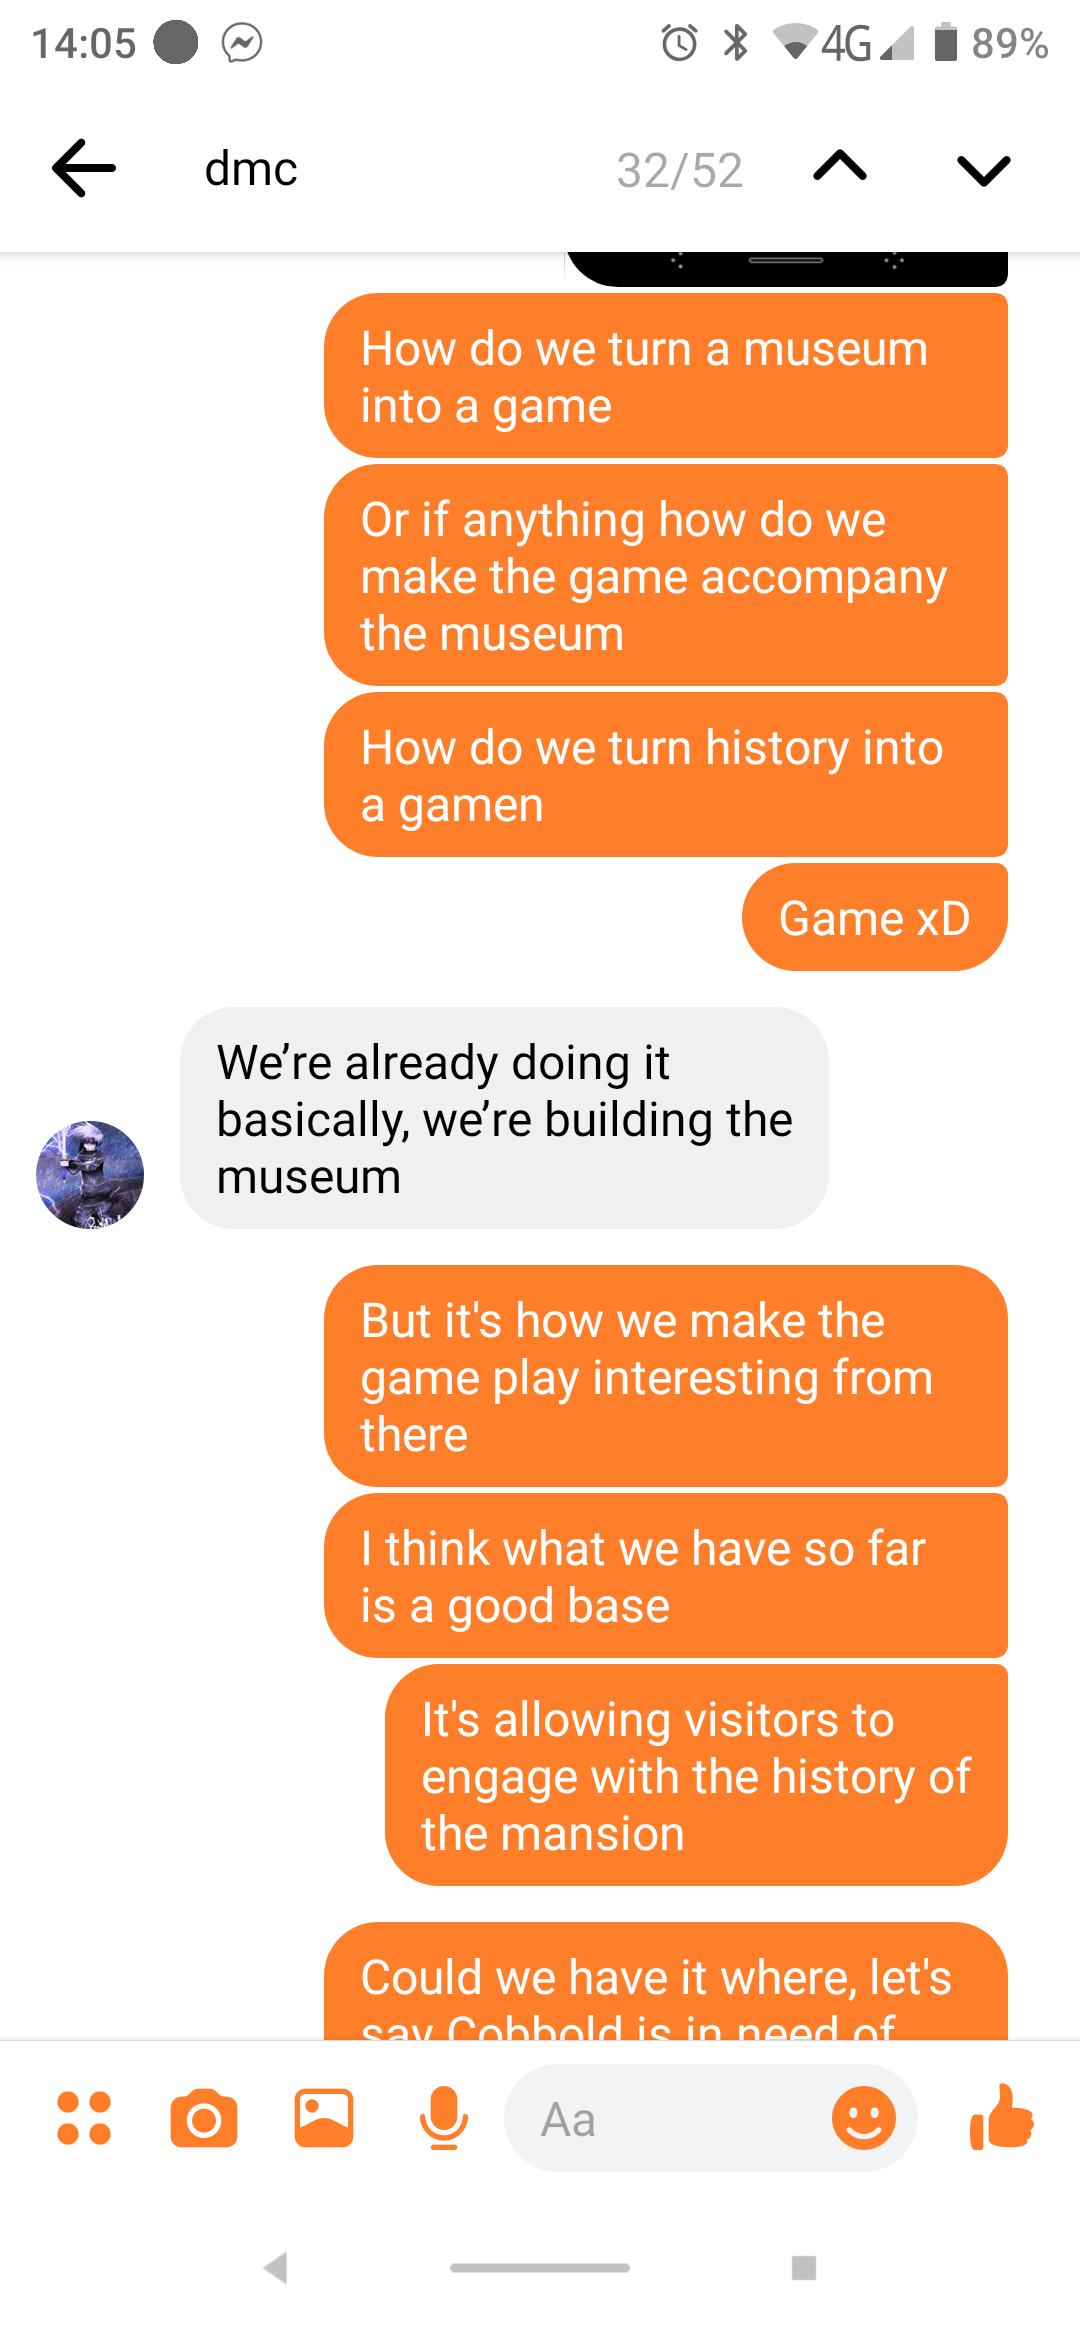 14:05
4G
89%
dmc
32/52
How do we turn a museum
into a game
Or if anything how do we
make the game accompany
the museum
How do we turn history into
a gamen
Game xD
We’re already doing it
basically, we’re building the
museum
But it's how we make the
game play interesting from
there
I think what we have so far
is a good base
It's allowing visitors to
engage with the history of
the mansion
Could we have it where, let's
say Cobbold is in need of
Aa